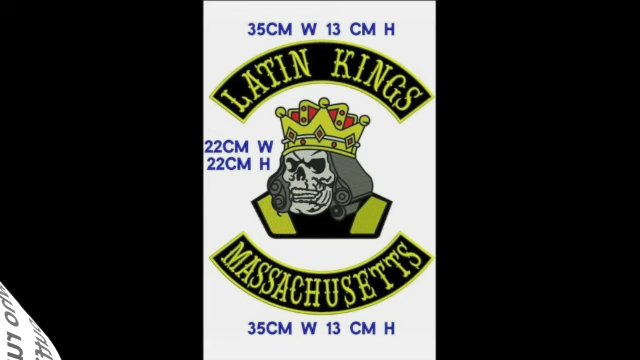 35CM W 13 CM H
LATIN KINGS
22CM W
22CM H
MASSACHUSETTS
35CM W 13 CM H